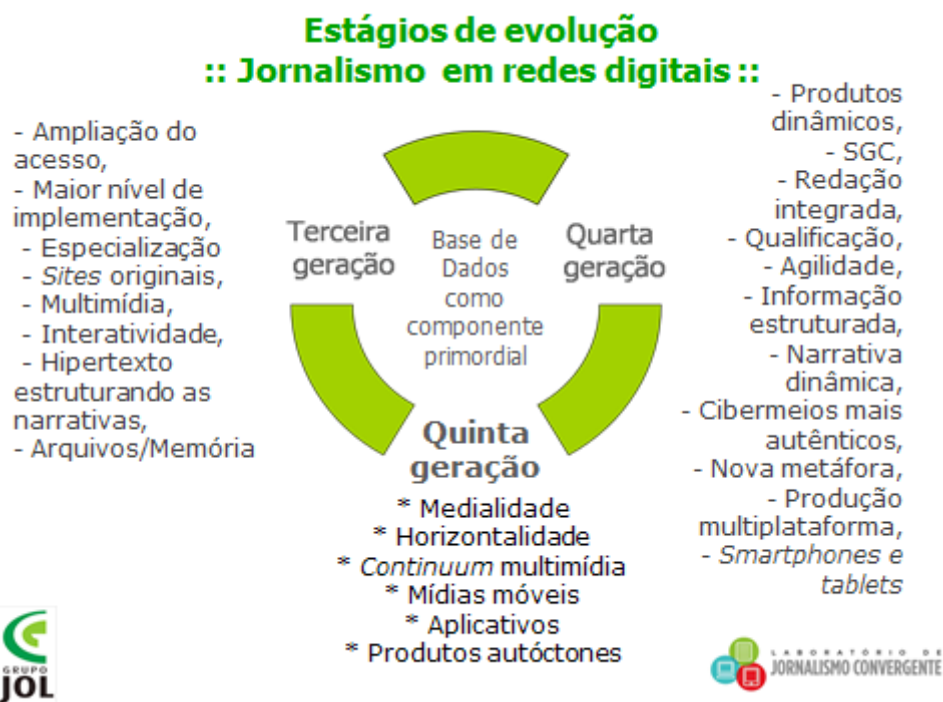 Estágios de evolução
:: Jornalismo em redes digitais ::
- Ampliação do
acesso,
- Maior nível de
implementação,
- Especialização
- Sites originais,
- Multimídia,
- Interatividade,
- Hipertexto
estruturando as
narrativas,
- Arquivos/Memória
Terceira
geração
Base de
Dados
como
componente
primordial
Quarta
geração
- Produtos
dinâmicos,
- SGC,
- Redação
integrada,
- Qualificação,
- Agilidade,
- Informação
estruturada,
- Narrativa
dinâmica,
- Cibermeios mais
autênticos,
- Nova metáfora,
- Produção
multiplataforma,
- Smartphones e
tablets
Quinta
geração
* Medialidade
* Horizontalidade
* Continuum multimídia
* Mídias móveis
* Aplicativos
* Produtos autóctones
GRUPO
JOL
LABORATÓRIO DE
JORNALISMO CONVERGENTE